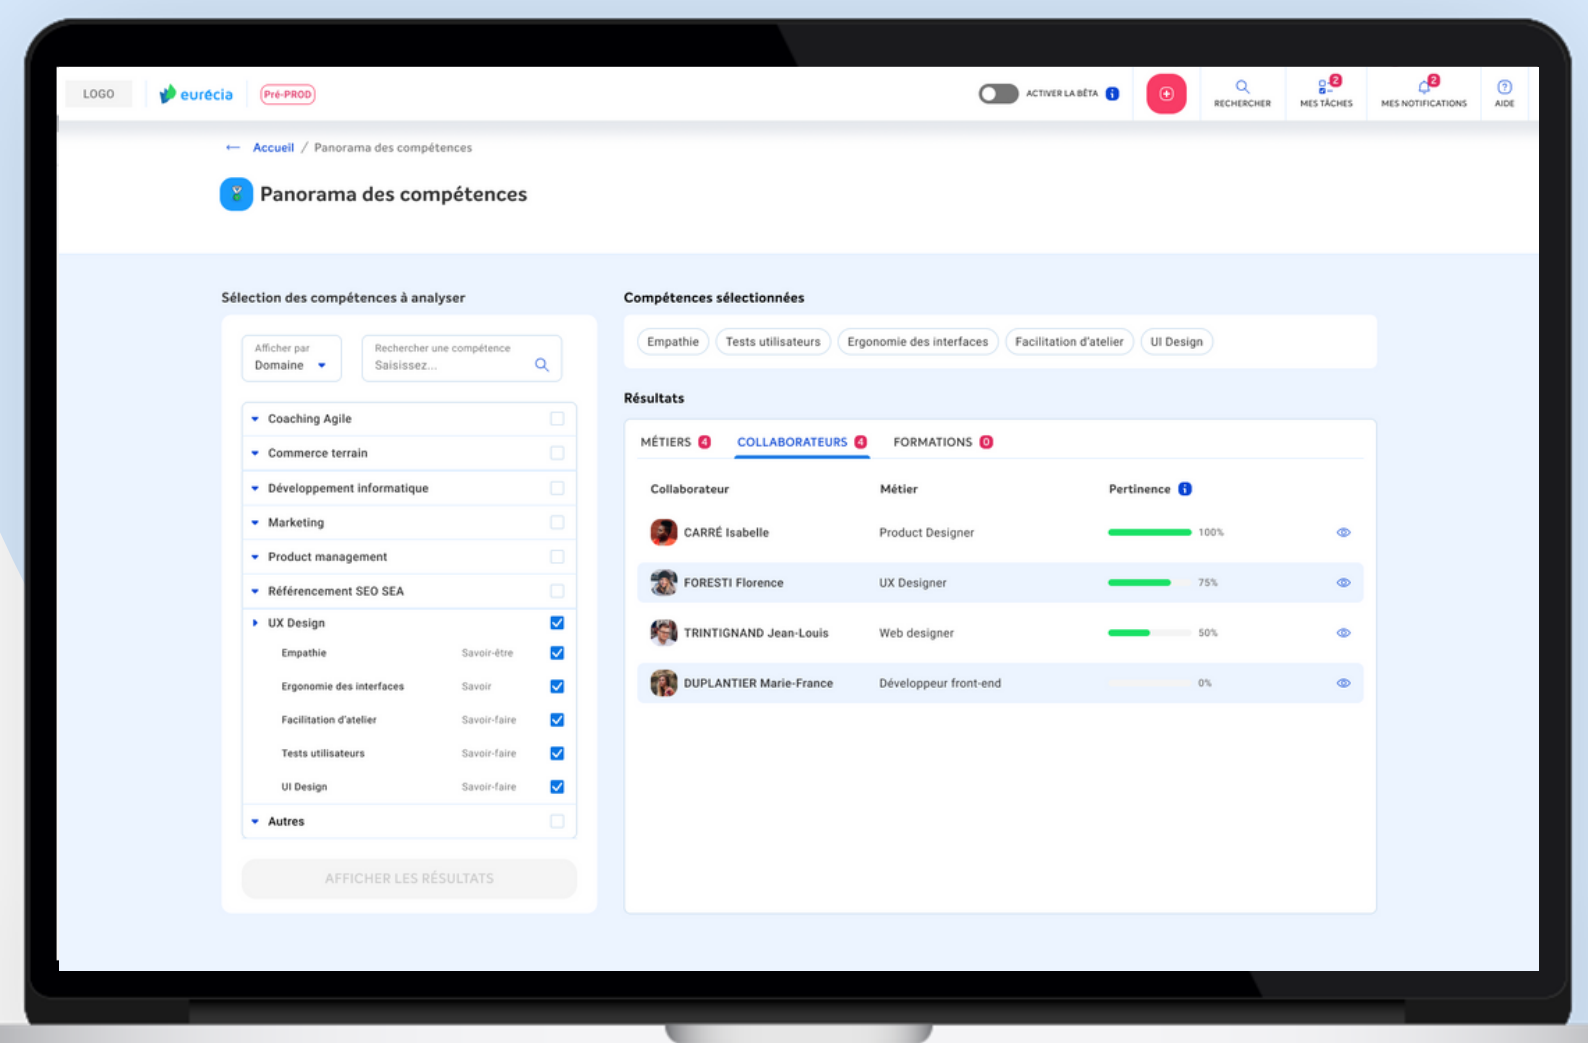 LOGO
eurécia
Pré-PROD
ACTIVER LA BÊTA
RECHERCHER
2
MES TÂCHES
2
MES NOTIFICATIONS
AIDE
Accueil / Panorama des compétences
Panorama des compétences
Sélection des compétences à analyser
Afficher par
Domaine
Rechercher une compétence
Saisissez...
Coaching Agile
Commerce terrain
Développement informatique
Marketing
Product management
Référencement SEO SEA
UX Design
Empathie Savoir-être
Ergonomie des interfaces Savoir
Facilitation d'atelier Savoir-faire
Tests utilisateurs Savoir-faire
UI Design Savoir-faire
Autres
AFFICHER LES RÉSULTATS
Compétences sélectionnées
Empathie Tests utilisateurs Ergonomie des interfaces Facilitation d'atelier UI Design
Résultats
MÉTIERS 4 COLLABORATEURS 4 FORMATIONS 0
Collaborateur Métier Pertinence
CARRÉ Isabelle Product Designer 100%
FORESTI Florence UX Designer 75%
TRINTIGNAND Jean-Louis Web designer 50%
DUPLANTIER Marie-France Développeur front-end 0%